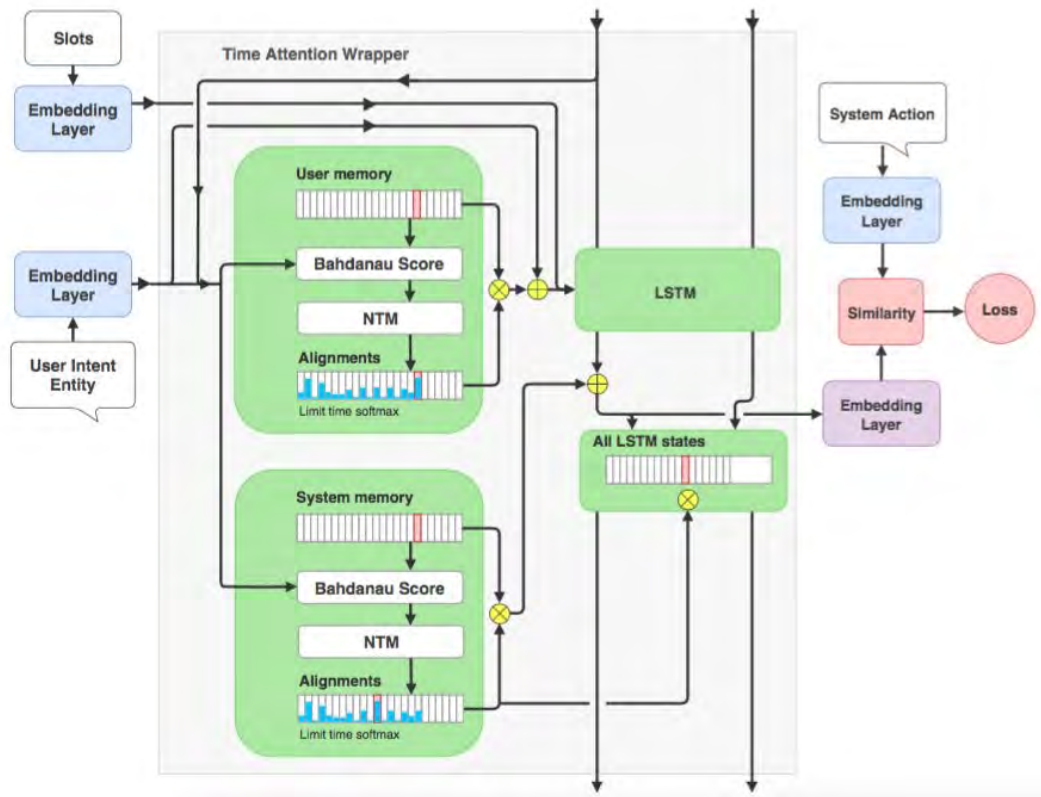 Slots
Embedding
Layer
Time Attention Wrapper
User memory
Bahdanau Score
NTM
Alignments
Limit time softmax
Embedding
Layer
User Intent
Entity
System memory
Bahdanau Score
NTM
Alignments
Limit time softmax
LSTM
All LSTM states
System Action
Embedding
Layer
Similarity
Loss
Embedding
Layer